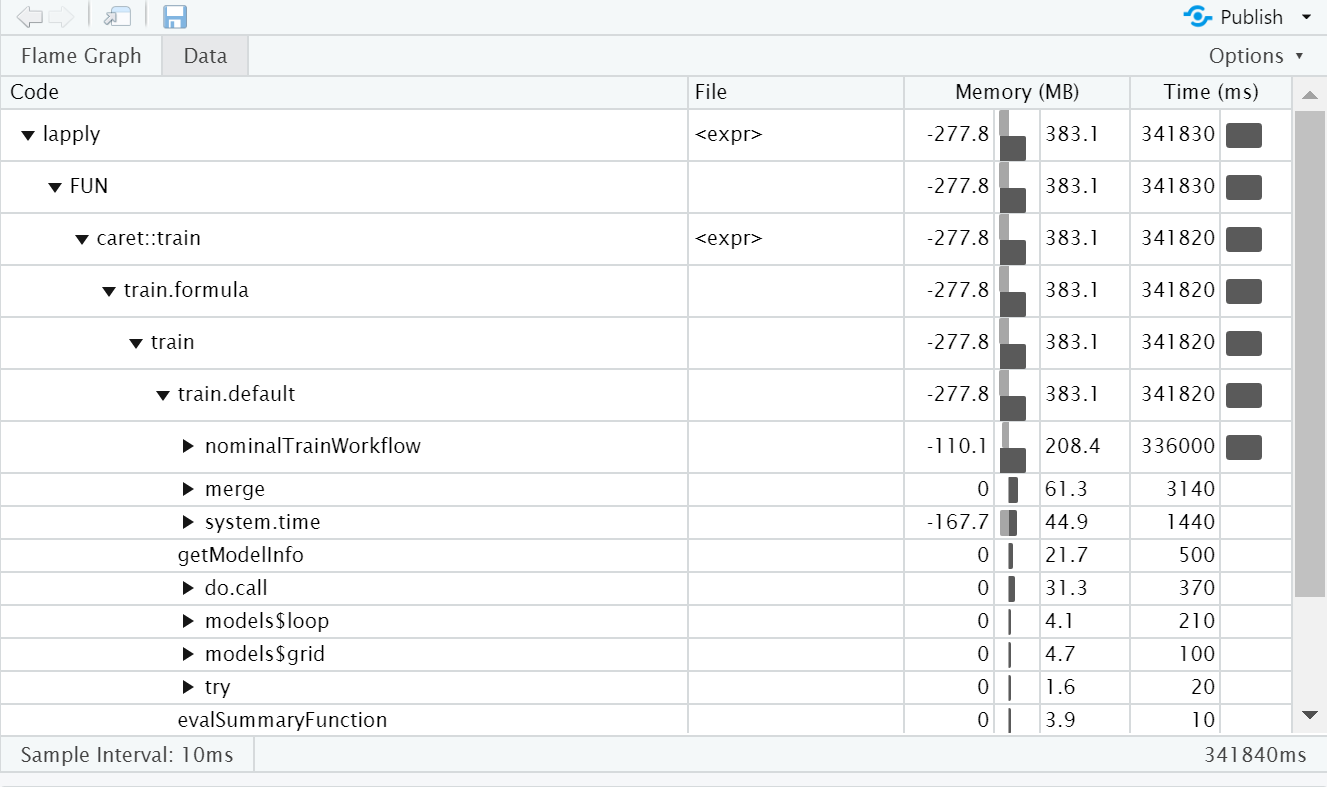 Publish
Flame Graph Data Options
Code File Memory (MB) Time (ms)
lapply <expr> -277.8 383.1 341830
FUN -277.8 383.1 341830
caret::train <expr> -277.8 383.1 341820
train.formula -277.8 383.1 341820
train -277.8 383.1 341820
train.default -277.8 383.1 341820
nominalTrainWorkflow -110.1 208.4 336000
merge 0 61.3 3140
system.time -167.7 44.9 1440
getModelInfo 0 21.7 500
do.call 0 31.3 370
models$loop 0 4.1 210
models$grid 0 4.7 100
try 0 1.6 20
evalSummaryFunction 0 3.9 10
Sample Interval: 10ms 341840ms